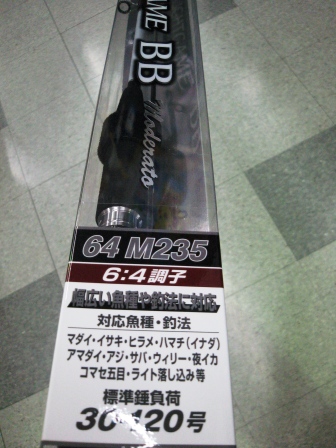 AME BB
Moderato
64 M235
6:4調子
幅広い魚種や釣法に対応
対応魚種・釣法
マダイ・イサキ・ヒラメ・ハマチ(イナダ)
アマダイ・アジ・サバ・ウィリー・夜イカ
コマセ五目・ライト落し込み等
標準錘負荷
30-120号